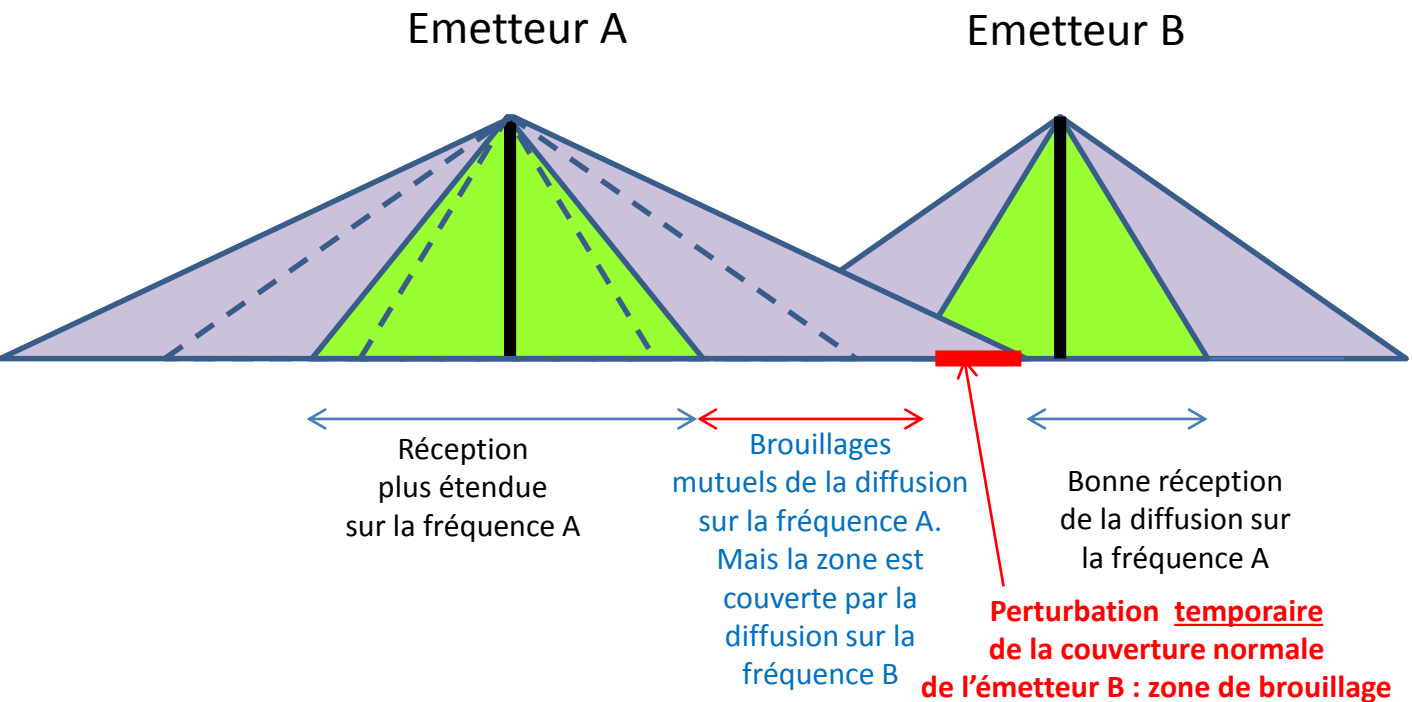 Emetteur A
Emetteur B
Réception
plus étendue
sur la fréquence A
Brouillages
mutuels de la diffusion
sur la fréquence A.
Mais la zone est
couverte par la
diffusion sur la
fréquence B
Bonne réception
de la diffusion sur
la fréquence A
Perturbation temporaire
de la couverture normale
de l’émetteur B : zone de brouillage